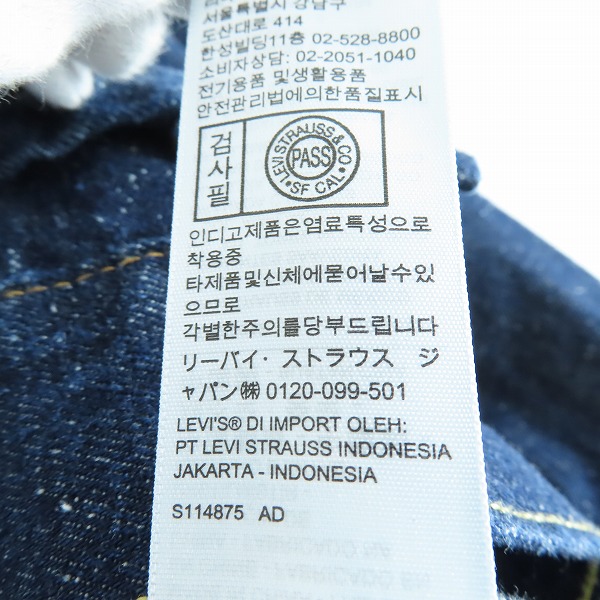 서울특별시 강남구
도산대로 414
한성빌딩11층 02-528-8800
소비자상담: 02-2051-1040
전기용품 및생활용품
안전관리법에의한품질표시
검사필
LEVI STRAUSS & CO
PASS
SF CAL
인디고제품은염료특성으로
착용중
타제품및신체에묻어날수있
으므로
각별한주의를당부드립니다
リーバイ・ストラウス ジ
ャパン㈱ 0120-099-501
LEVI'S® DI IMPORT OLEH:
PT LEVI STRAUSS INDONESIA
JAKARTA - INDONESIA
S114875 AD